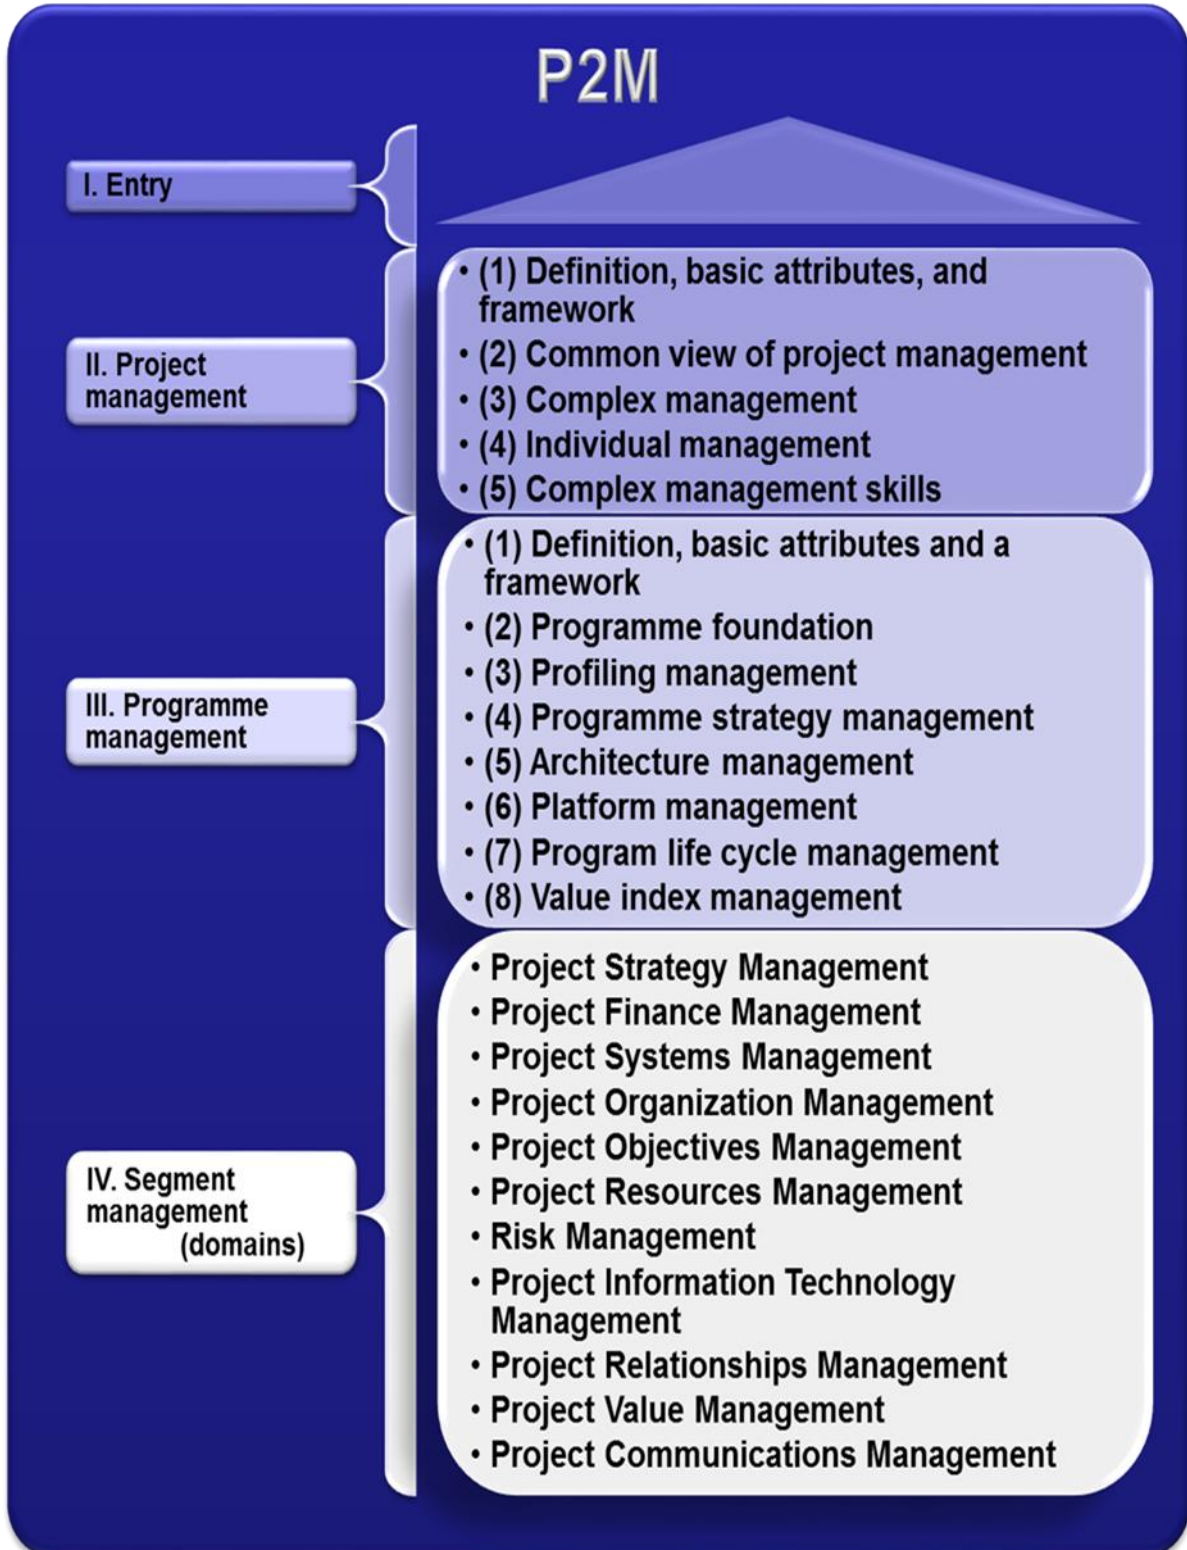 P2M
I. Entry
II. Project
management
• (1) Definition, basic attributes, and
framework
• (2) Common view of project management
• (3) Complex management
• (4) Individual management
• (5) Complex management skills
III. Programme
management
• (1) Definition, basic attributes and a
framework
• (2) Programme foundation
• (3) Profiling management
• (4) Programme strategy management
• (5) Architecture management
• (6) Platform management
• (7) Program life cycle management
• (8) Value index management
IV. Segment
management
(domains)
• Project Strategy Management
• Project Finance Management
• Project Systems Management
• Project Organization Management
• Project Objectives Management
• Project Resources Management
• Risk Management
• Project Information Technology
Management
• Project Relationships Management
• Project Value Management
• Project Communications Management